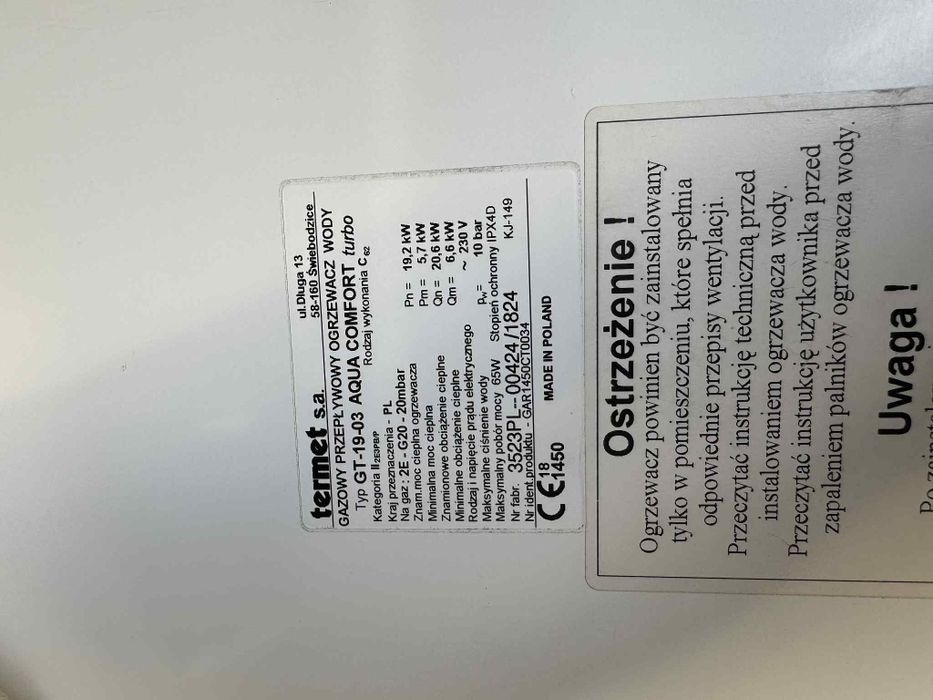 termet s.a.
ul.Długa 13
58-160 Świebodzice
GAZOWY PRZEPŁYWOWY OGRZEWACZ WODY
Typ GT-19-03 AQUA COMFORT turbo
Rodzaj wykonania C62
Kategoria II2E3PB/P
Kraj przeznaczenia - PL
Na gaz : 2E - G20 - 20mbar
Znam.moc cieplna ogrzewacza Pn = 19,2 kW
Minimalna moc cieplna Pm = 5,7 kW
Znamionowe obciążenie cieplne Qn = 20,6 kW
Minimalne obciążenie cieplne Qm = 6,6 kW
Rodzaj i napięcie prądu elektrycznego ~ 230 V
Maksymalne ciśnienie wody pw= 10 bar
Maksymalny pobór mocy 65W Stopień ochronny IPX4D
Nr fabr. 3523PL--00424 /1824 KJ-149
Nr ident.produktu - GAR1450CT0034
CE 18
1450
MADE IN POLAND
Ostrzeżenie !
Ogrzewacz powinien być zainstalowany
tylko w pomieszczeniu, które spełnia
odpowiednie przepisy wentylacji.
Przeczytać instrukcję techniczną przed
instalowaniem ogrzewacza wody.
Przeczytać instrukcję użytkownika przed
zapaleniem palników ogrzewacza wody.
Uwaga !
Po